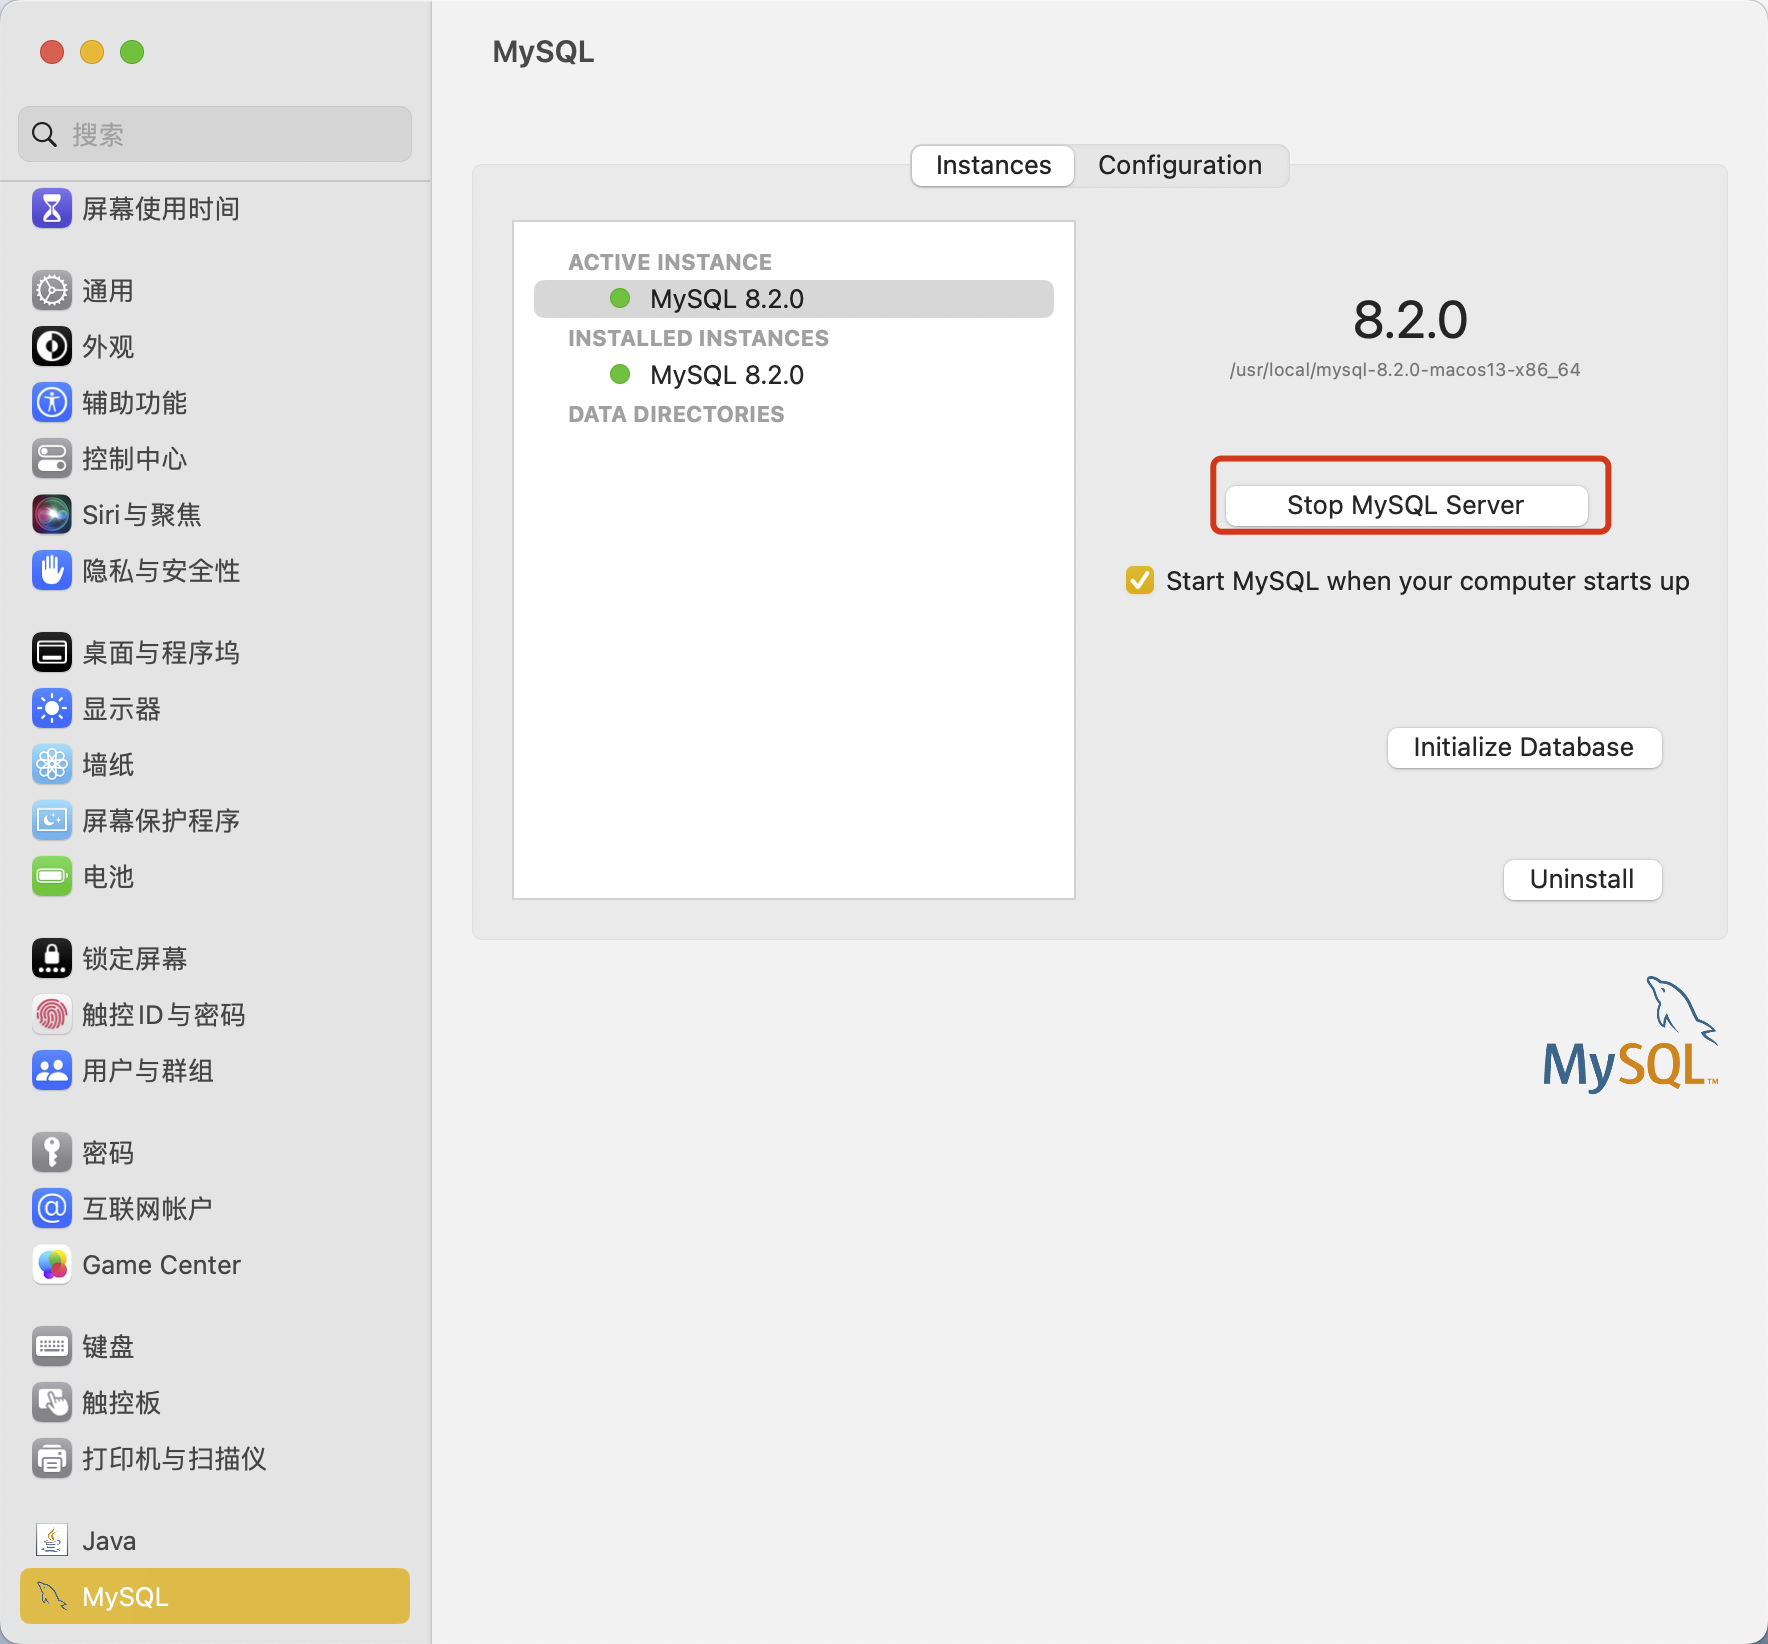 搜索
屏幕使用时间
通用
外观
辅助功能
控制中心
Siri与聚焦
隐私与安全性
桌面与程序坞
显示器
墙纸
屏幕保护程序
电池
锁定屏幕
触控ID与密码
用户与群组
密码
互联网帐户
Game Center
键盘
触控板
打印机与扫描仪
Java
MySQL
MySQL
Instances
Configuration
ACTIVE INSTANCE
MySQL 8.2.0
INSTALLED INSTANCES
MySQL 8.2.0
DATA DIRECTORIES
8.2.0
/usr/local/mysql-8.2.0-macos13-x86_64
Stop MySQL Server
Start MySQL when your computer starts up
Initialize Database
Uninstall
MySQL™